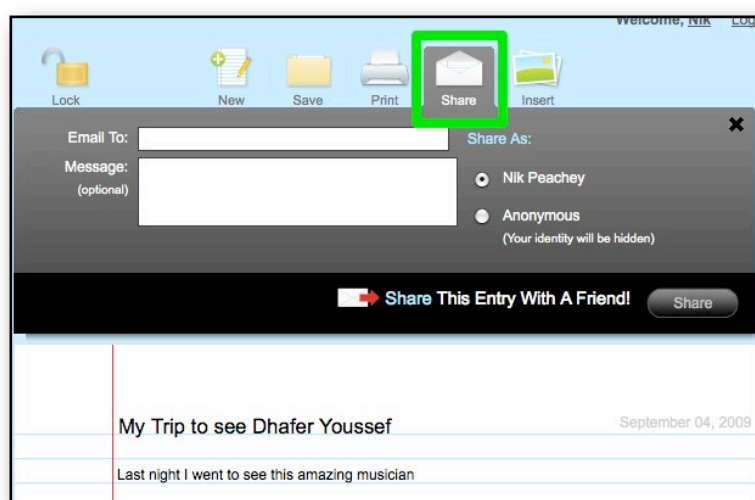 Welcome, Nik
Lock
New
Save
Print
Share
Insert
Email To:
Share As:
Message:
(optional)
Nik Peachey
Anonymous
(Your identity will be hidden)
Share This Entry With A Friend!
Share
My Trip to see Dhafer Youssef
September 04, 2009
Last night I went to see this amazing musician